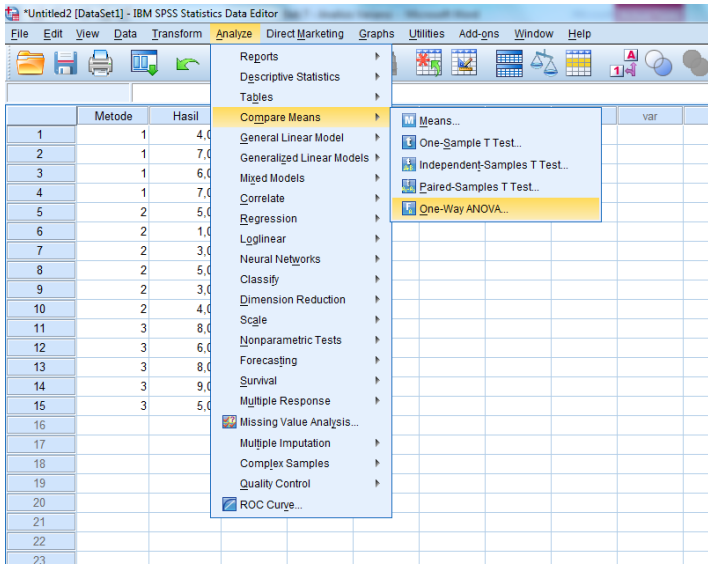 *Untitled2 [DataSet1] - IBM SPSS Statistics Data Editor
File Edit View Data Transform Analyze Direct Marketing Graphs Utilities Add-ons Window Help
Reports
Descriptive Statistics
Tables
Compare Means
General Linear Model
Generalized Linear Models
Mixed Models
Correlate
Regression
Loglinear
Neural Networks
Classify
Dimension Reduction
Scale
Nonparametric Tests
Forecasting
Survival
Multiple Response
Missing Value Analysis...
Multiple Imputation
Complex Samples
Quality Control
ROC Curve...
Means...
One-Sample T Test...
Independent-Samples T Test...
Paired-Samples T Test...
One-Way ANOVA...
Metode Hasil var
1 1 4,0
2 1 7,0
3 1 6,0
4 1 7,0
5 2 5,0
6 2 1,0
7 2 3,0
8 2 5,0
9 2 3,0
10 2 4,0
11 3 8,0
12 3 6,0
13 3 8,0
14 3 9,0
15 3 5,0
16
17
18
19
20
21
22
23